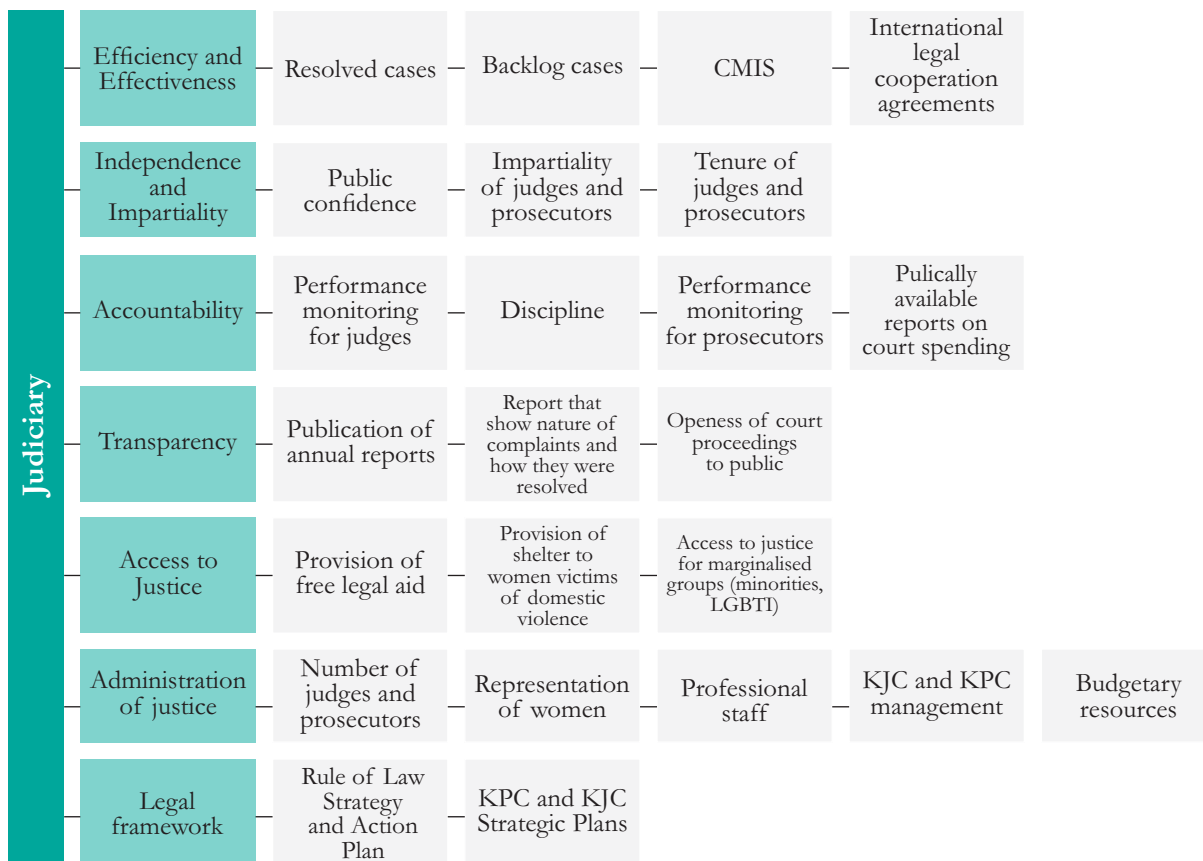 Judiciary
Efficiency and
Effectiveness
Resolved cases
Backlog cases
CMIS
International
legal
cooperation
agreements
Independence
and
Impartiality
Public
confidence
Impartiality
of judges and
prosecutors
Tenure of
judges and
prosecutors
Accountability
Performance
monitoring
for judges
Discipline
Performance
monitoring
for prosecutors
Pulically
available
reports on
court spending
Transparency
Publication of
annual reports
Report that
show nature of
complaints and
how they were
resolved
Openess of court
proceedings
to public
Access to
Justice
Provision of
free legal aid
Provision of
shelter to
women victims
of domestic
violence
Access to justice
for marginalised
groups (minorities,
LGBTI)
Administration
of justice
Number of
judges and
prosecutors
Representation
of women
Professional
staff
KJC and KPC
management
Budgetary
resources
Legal
framework
Rule of Law
Strategy
and Action
Plan
KPC and KJC
Strategic Plans